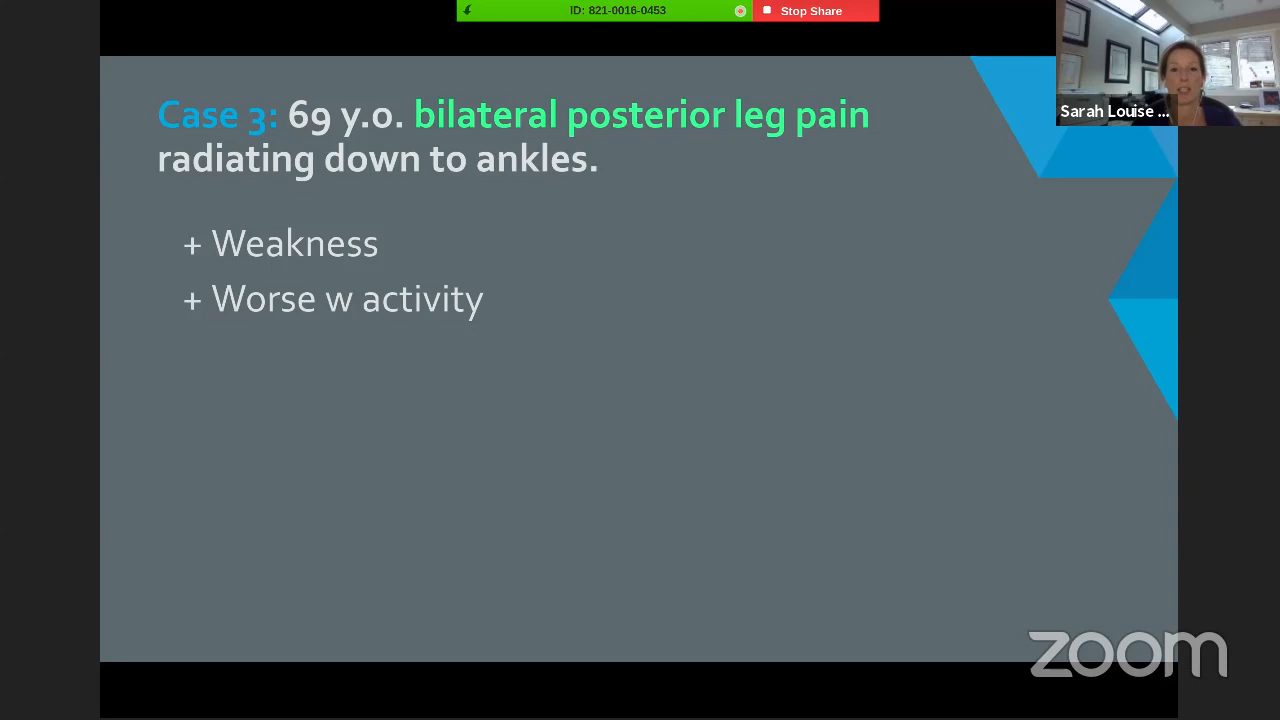 ID: 821-0016-0453
Stop Share
Sarah Louise ...
Case 3: 69 y.o. bilateral posterior leg pain
radiating down to ankles.
+ Weakness
+ Worse w activity
zoom